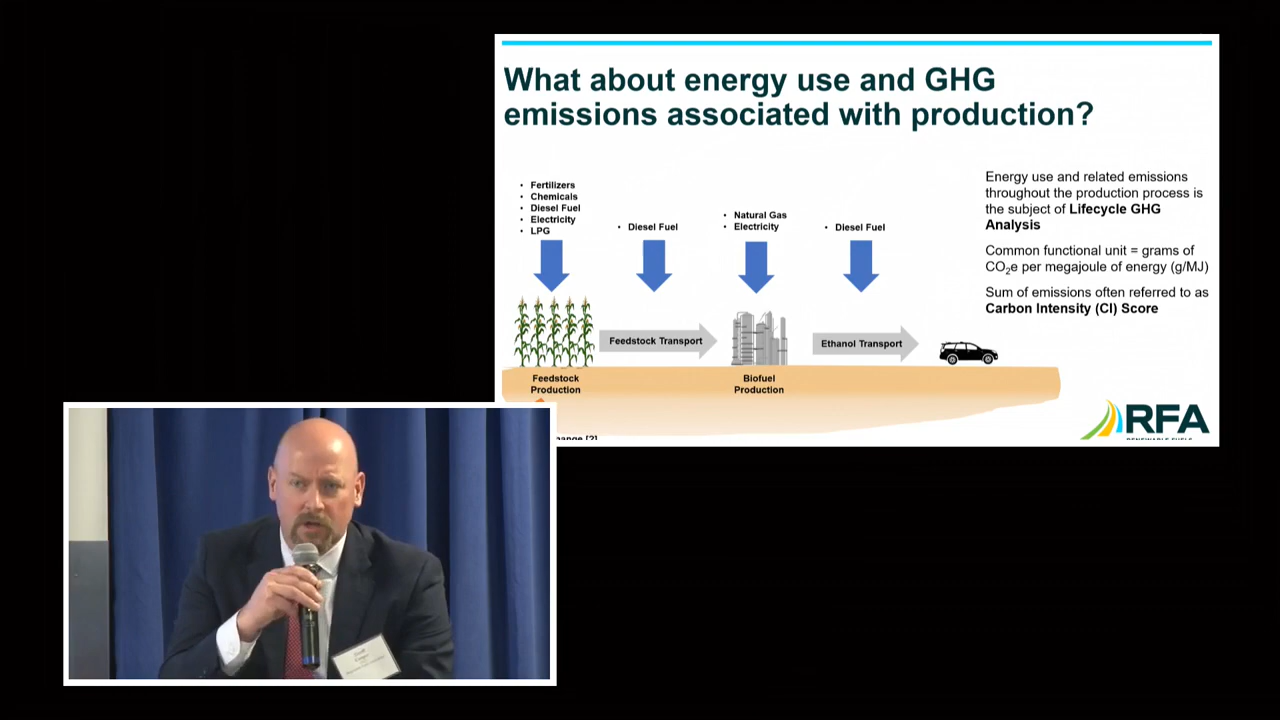 What about energy use and GHG
emissions associated with production?
• Fertilizers
• Chemicals
• Diesel Fuel
• Electricity
• LPG
• Diesel Fuel
• Natural Gas
• Electricity
• Diesel Fuel
Feedstock Transport
Ethanol Transport
Feedstock
Production
Biofuel
Production
Energy use and related emissions
throughout the production process is
the subject of Lifecycle GHG
Analysis
Common functional unit = grams of
CO₂e per megajoule of energy (g/MJ)
Sum of emissions often referred to as
Carbon Intensity (CI) Score
RFA